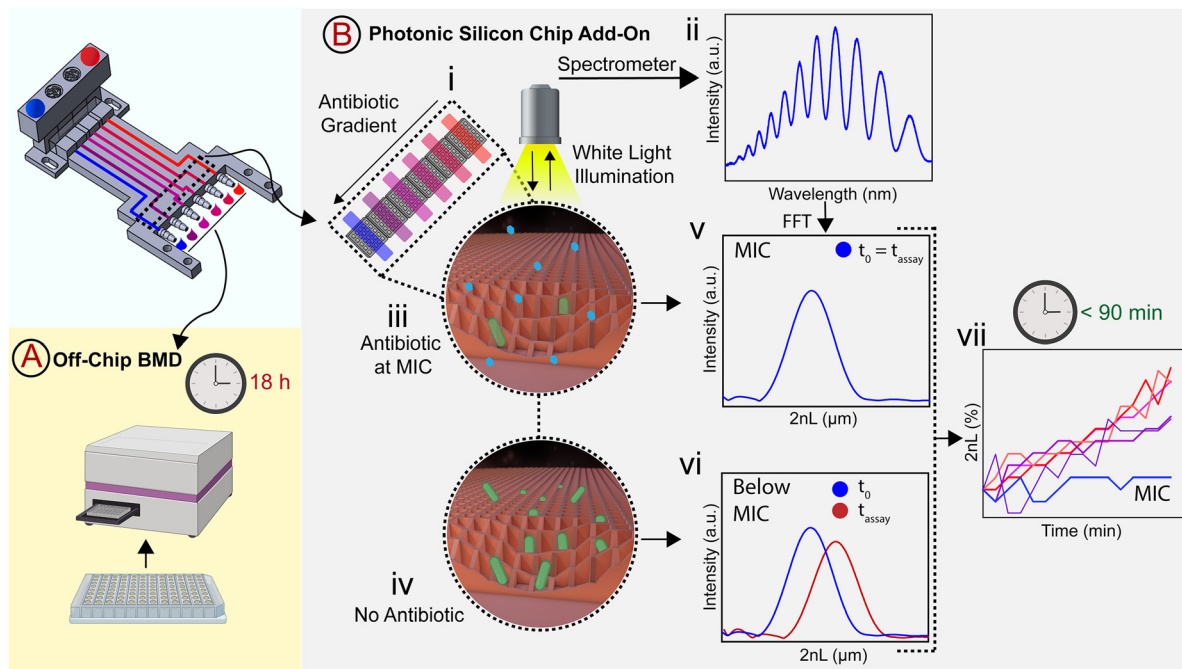 A Off-Chip BMD
18 h
B Photonic Silicon Chip Add-On
i
Antibiotic
Gradient
Spectrometer
White Light
Illumination
ii
Intensity (a.u.)
Wavelength (nm)
FFT
iii
Antibiotic
at MIC
iv
No Antibiotic
v
MIC
t₀ = tassay
Intensity (a.u.)
2nL (µm)
vi
Below
MIC
t₀
tassay
Intensity (a.u.)
2nL (µm)
< 90 min
vii
2nL (%)
MIC
Time (min)